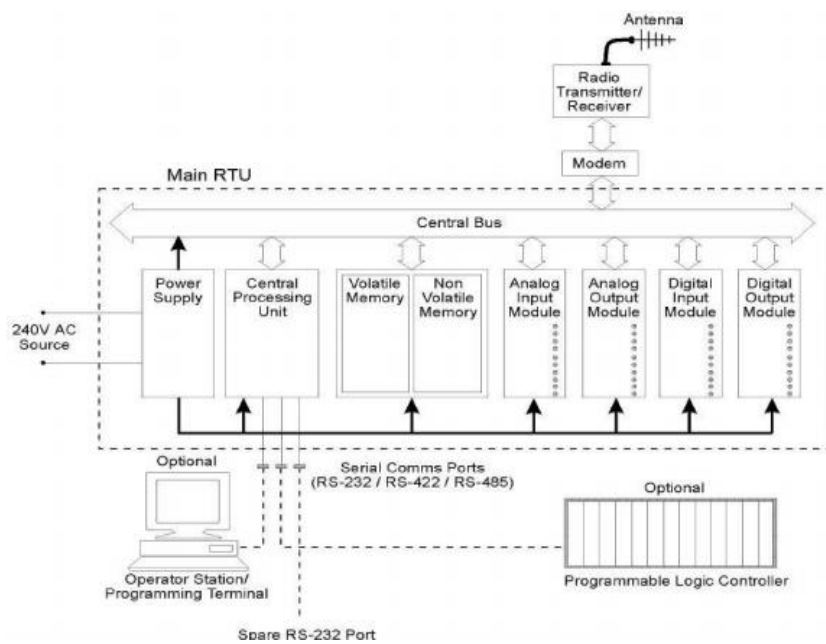 Antenna
Radio
Transmitter/
Receiver
Modem
Main RTU
Central Bus
Power
Supply
Central
Processing
Unit
Volatile
Memory
Non
Volatile
Memory
Analog
Input
Module
Analog
Output
Module
Digital
Input
Module
Digital
Output
Module
240V AC
Source
Optional
Serial Comms Ports
(RS-232 / RS-422 / RS-485)
Optional
Operator Station/
Programming Terminal
Programmable Logic Controller
Spare RS-232 Port